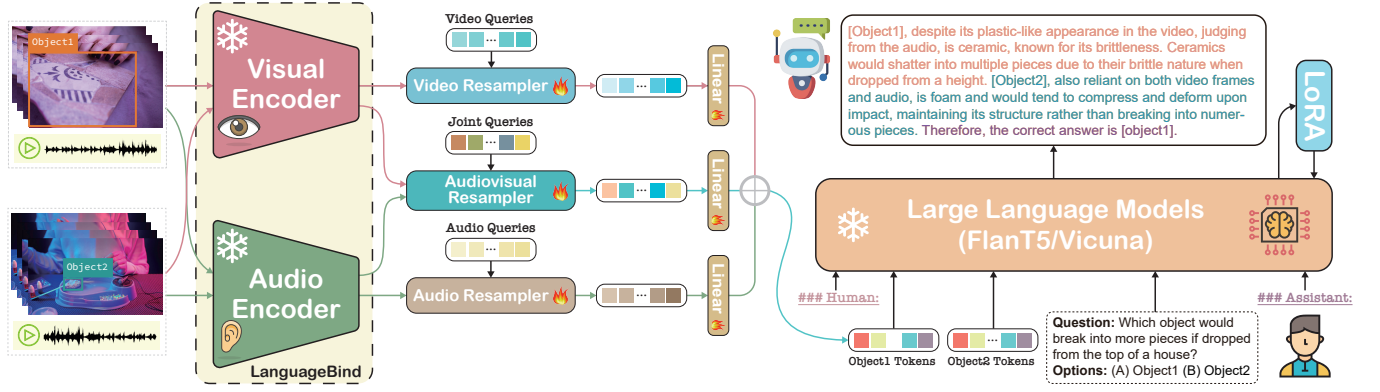 Object1
Object2
Visual
Encoder
Audio
Encoder
LanguageBind
Video Queries
Video Resampler
Joint Queries
Audiovisual
Resampler
Audio Queries
Audio Resampler
Linear
Linear
Linear
[Object1], despite its plastic-like appearance in the video, judging
from the audio, is ceramic, known for its brittleness. Ceramics
would shatter into multiple pieces due to their brittle nature when
dropped from a height. [Object2], also reliant on both video frames
and audio, is foam and would tend to compress and deform upon
impact, maintaining its structure rather than breaking into numer-
ous pieces. Therefore, the correct answer is [object1].
LoRA
Large Language Models
(FlanT5/Vicuna)
### Human:
### Assistant:
Object1 Tokens
Object2 Tokens
Question: Which object would
break into more pieces if dropped
from the top of a house?
Options: (A) Object1 (B) Object2